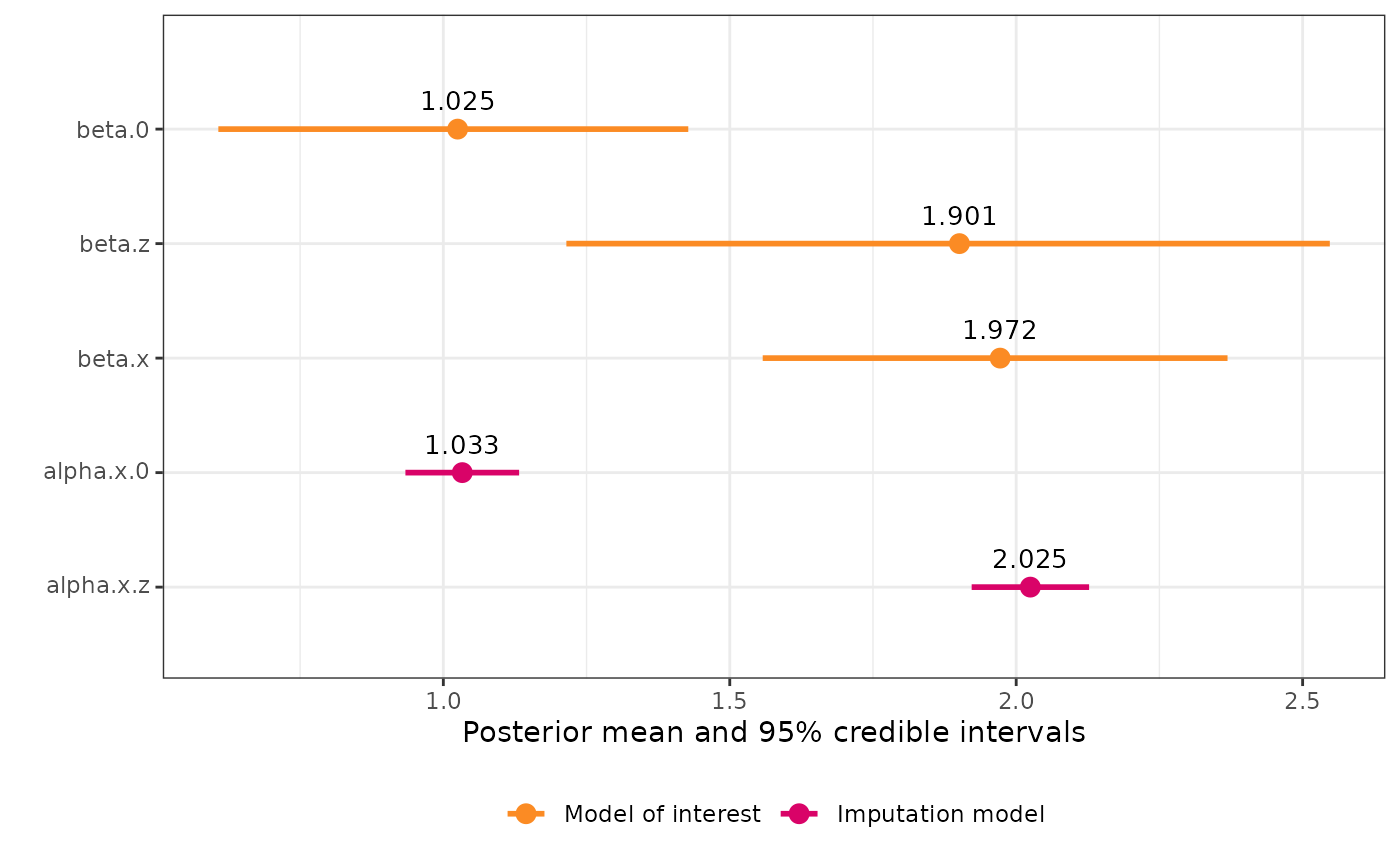 1.025
beta.0
1.901
beta.z
1.972
beta.x
1.033
alpha.x.0
2.025
alpha.x.z
1.0 1.5 2.0 2.5
Posterior mean and 95% credible intervals
Model of interest Imputation model